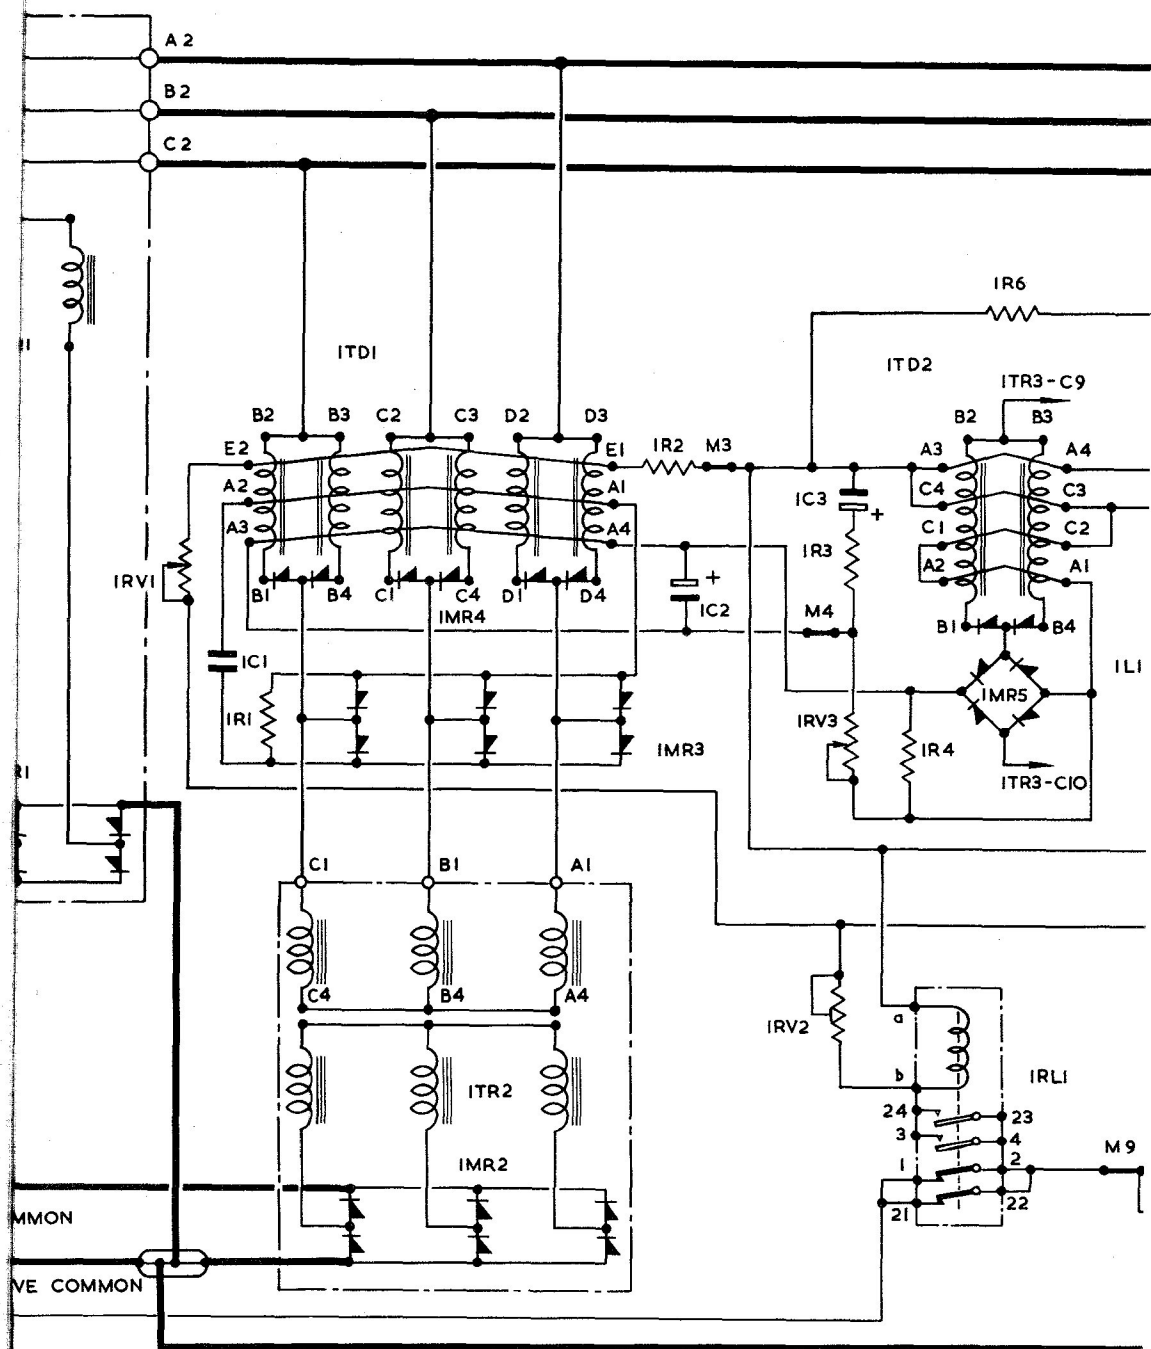 A2
B2
C2
1R6
1TD1
1TD2
1TR3-C9
B2 B3 C2 C3 D2 D3
B2 B3
E2 E1 1R2 M3
A3 A4
A2 A1
C4 C3
1C3 +
A3 A4
C1 C2
1R3
A2 A1
1RV1
B1 B4 C1 C4 D1 D4
+
1C2
M4
1MR4
B1 B4
1C1
1L1
1MR5
1R1
1RV3
1MR3
1R4
1TR3-C10
R1
C1 B1 A1
C4 B4 A4
a
1RV2
b
1RL1
1TR2
24 23
3 4
1MR2
1 2
M9
21 22
MMON
VE COMMON